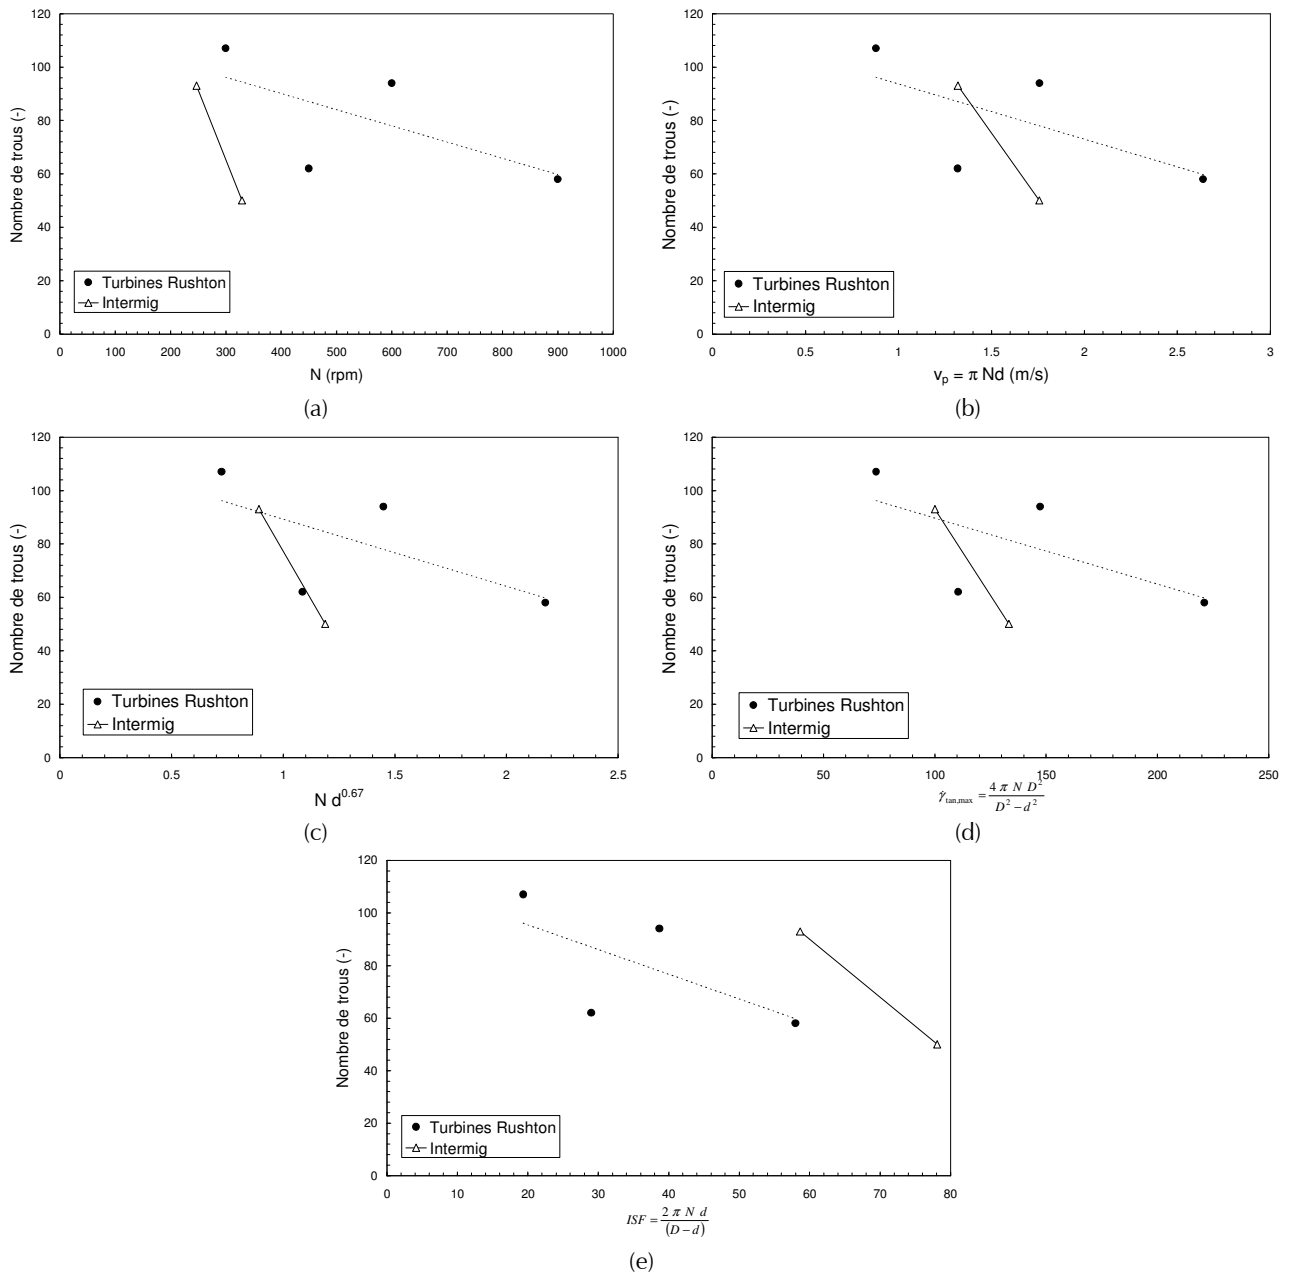 120
100
80
60
40
20
0
Nombre de trous (-)
Turbines Rushton
Intermig
0 100 200 300 400 500 600 700 800 900 1000
N (rpm)
(a)
120
100
80
60
40
20
0
Nombre de trous (-)
Turbines Rushton
Intermig
0 0.5 1 1.5 2 2.5 3
v_p = π Nd (m/s)
(b)
120
100
80
60
40
20
0
Nombre de trous (-)
Turbines Rushton
Intermig
0 0.5 1 1.5 2 2.5
N d^0.67
(c)
120
100
80
60
40
20
0
Nombre de trous (-)
Turbines Rushton
Intermig
0 50 100 150 200 250
γ̇_tan,max = 4 π N D² / D² − d²
(d)
120
100
80
60
40
20
0
Nombre de trous (-)
Turbines Rushton
Intermig
0 10 20 30 40 50 60 70 80
ISF = 2 π N d / (D − d)
(e)